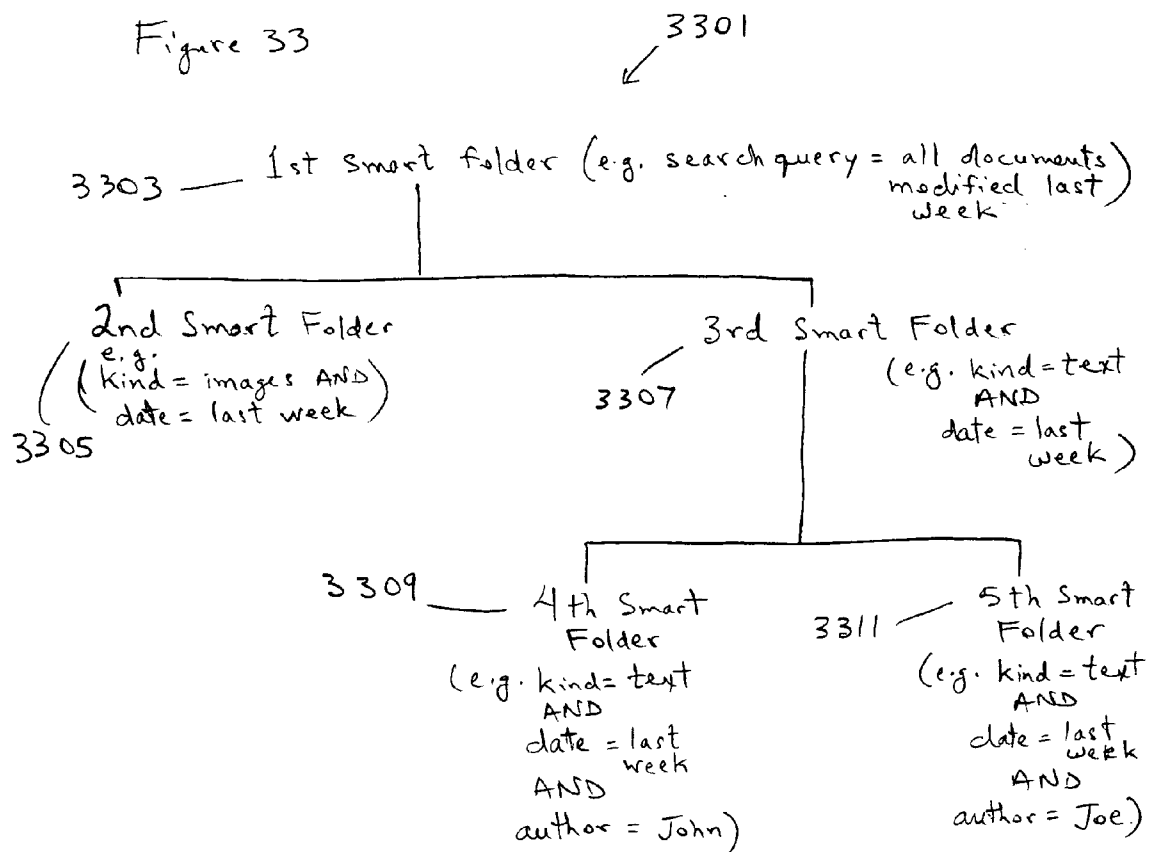 Figure 33
3301
3303
1st Smart folder (e.g. search query = all documents
modified last
week)
2nd Smart Folder
e.g.
(kind = images AND
date = last week)
3305
3rd Smart Folder
3307
(e.g. kind = text
AND
date = last
week)
3309
4th Smart
Folder
(e.g. kind = text
AND
date = last
week
AND
author = John)
3311
5th Smart
Folder
(e.g. kind = text
AND
date = last
week
AND
author = Joe)